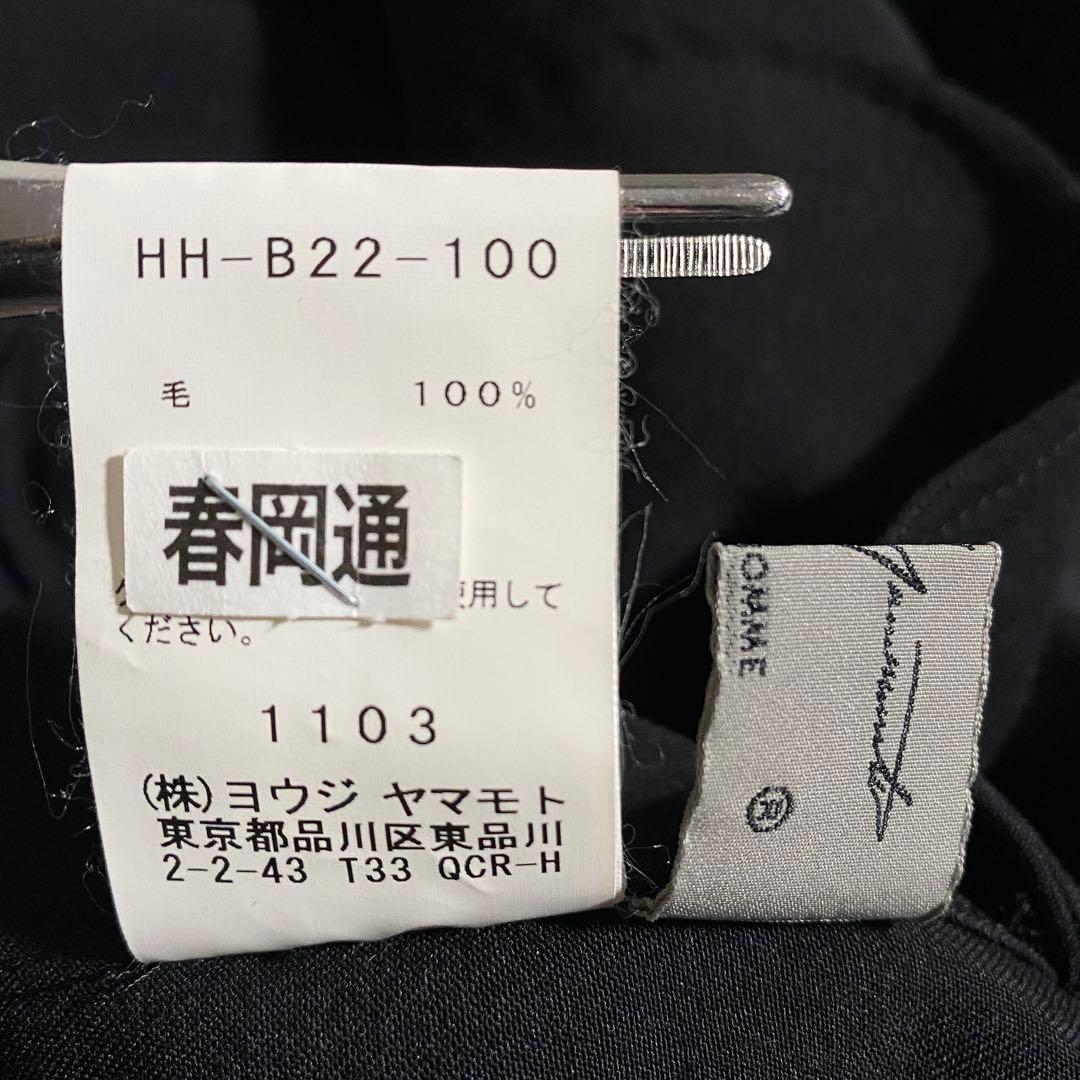 HH-B22-100
毛 100%
春岡通
使用して
ください。
1103
(株)ヨウジ ヤマモト
東京都品川区東品川
2-2-43 T33 QCR-H
OMME
®